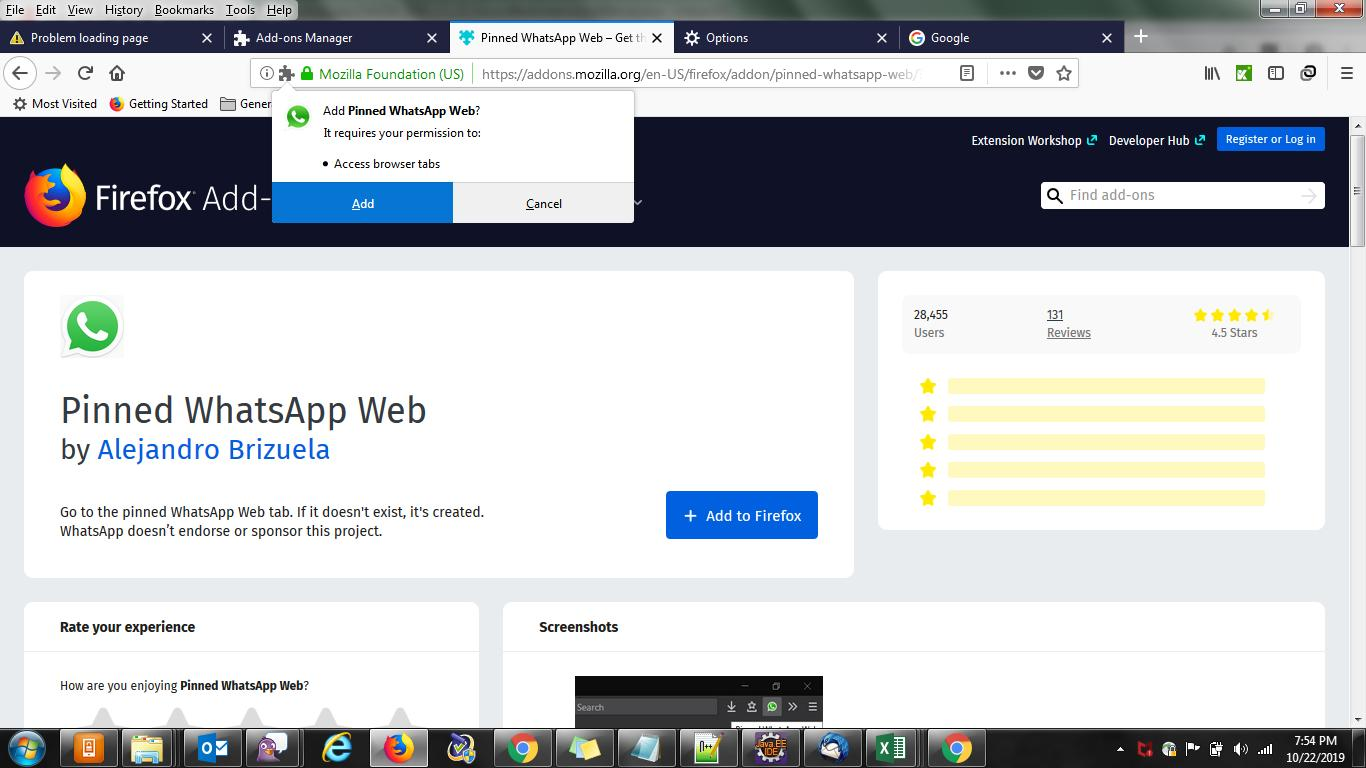 File Edit View History Bookmarks Tools Help
Problem loading page
Add-ons Manager
Pinned WhatsApp Web – Get th
Options
Google
Mozilla Foundation (US)
https://addons.mozilla.org/en-US/firefox/addon/pinned-whatsapp-web/
Most Visited
Getting Started
Gener
Add Pinned WhatsApp Web?
It requires your permission to:
• Access browser tabs
Add
Cancel
Extension Workshop
Developer Hub
Register or Log in
Firefox Add-
Find add-ons
28,455
Users
131
Reviews
4.5 Stars
Pinned WhatsApp Web
by Alejandro Brizuela
Go to the pinned WhatsApp Web tab. If it doesn't exist, it's created.
WhatsApp doesn’t endorse or sponsor this project.
+ Add to Firefox
Rate your experience
How are you enjoying Pinned WhatsApp Web?
Screenshots
Search
Java EE
IDE
7:54 PM
10/22/2019